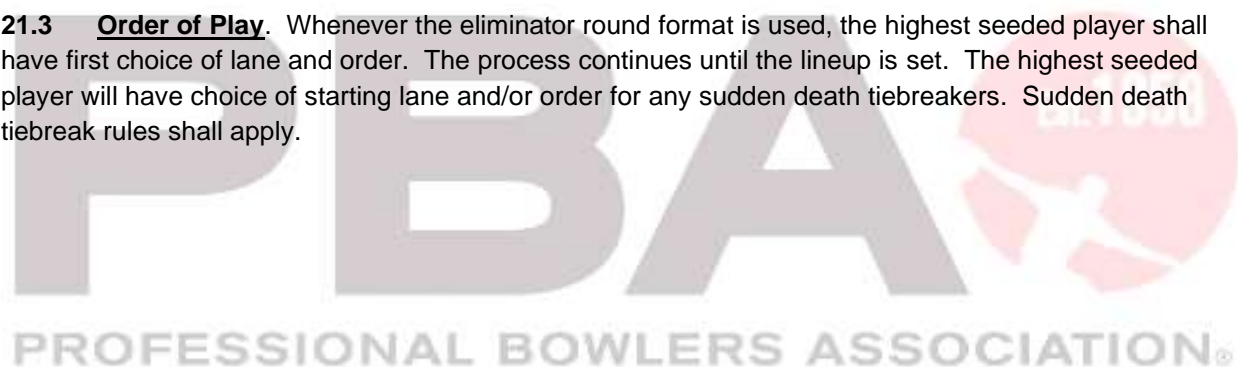 21.3 Order of Play. Whenever the eliminator round format is used, the highest seeded player shall
have first choice of lane and order. The process continues until the lineup is set. The highest seeded
player will have choice of starting lane and/or order for any sudden death tiebreakers. Sudden death
tiebreak rules shall apply.
EST. 1958
PBA
PROFESSIONAL BOWLERS ASSOCIATION®